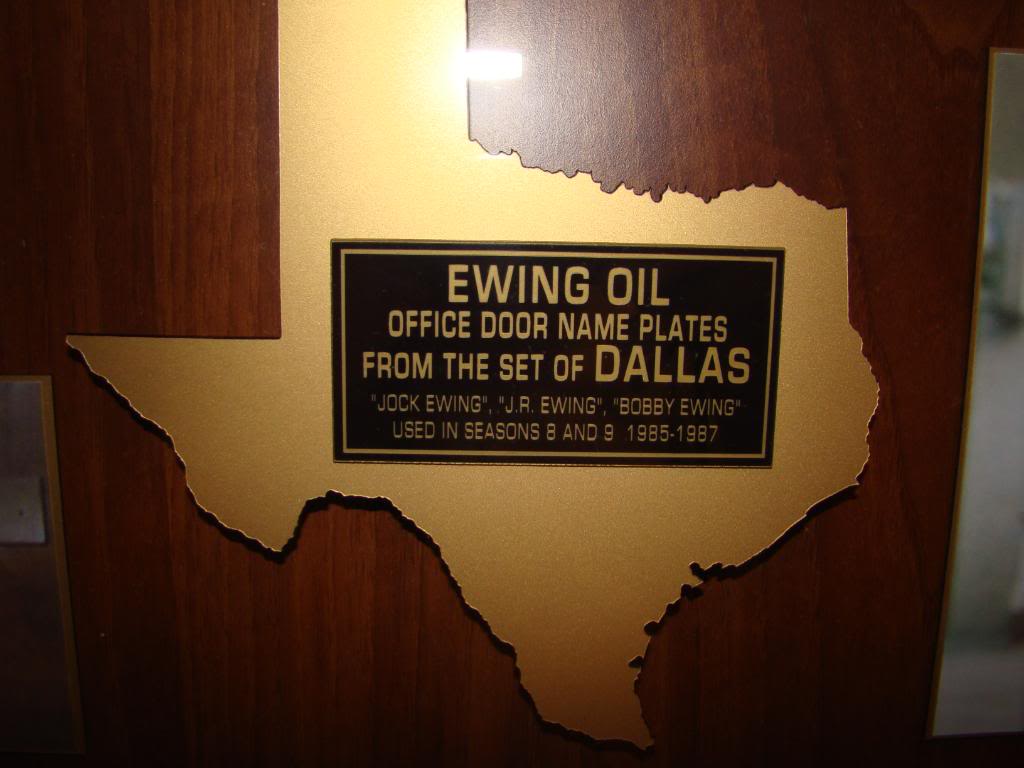 EWING OIL
OFFICE DOOR NAME PLATES
FROM THE SET OF DALLAS
"JOCK EWING", "J.R. EWING", "BOBBY EWING"
USED IN SEASONS 8 AND 9 1985-1987